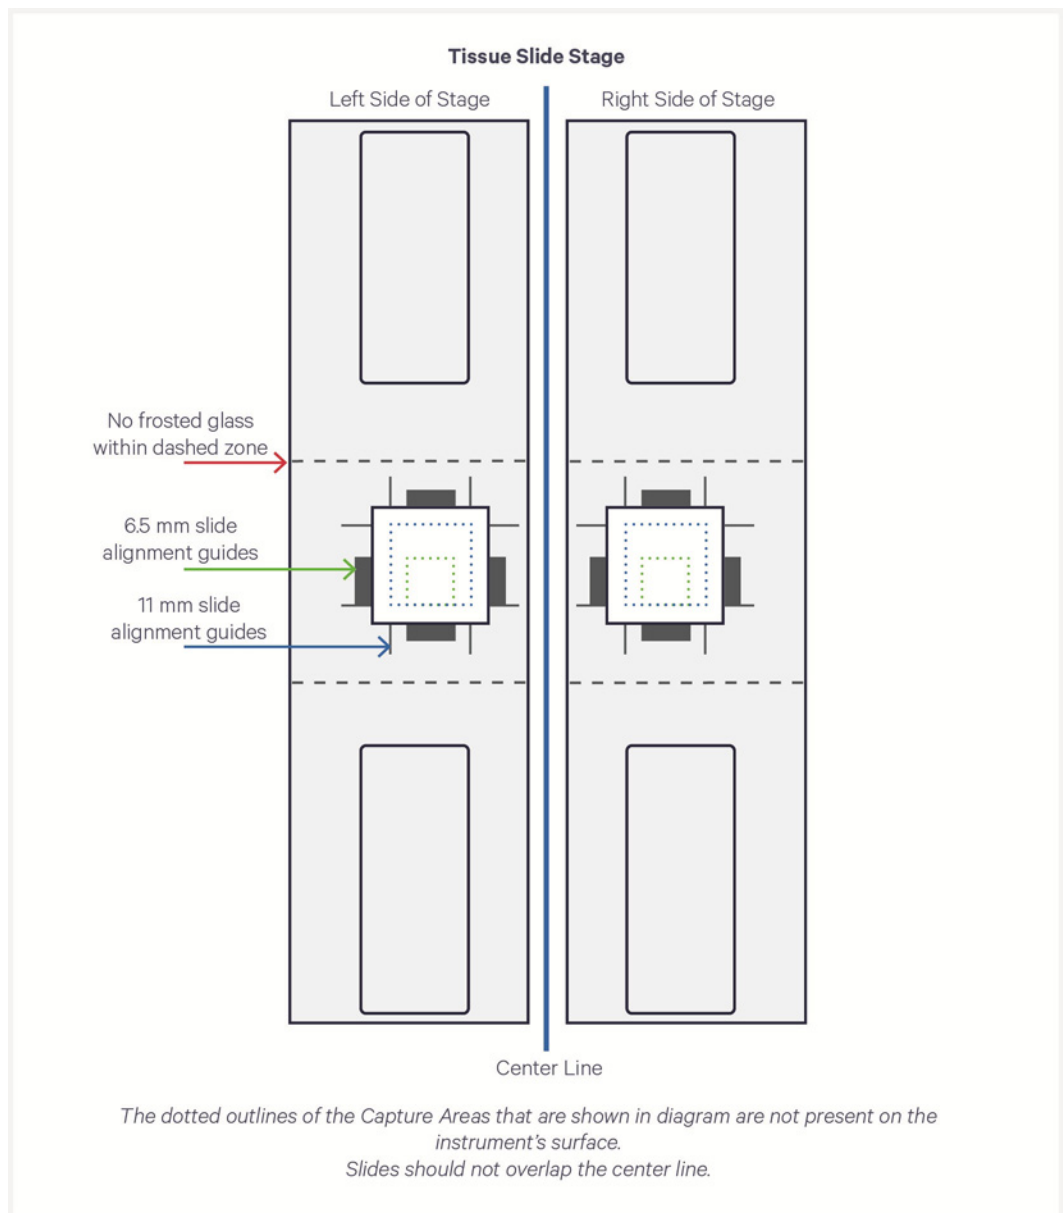 Tissue Slide Stage
Left Side of Stage
Right Side of Stage
No frosted glass
within dashed zone
6.5 mm slide
alignment guides
11 mm slide
alignment guides
Center Line
The dotted outlines of the Capture Areas that are shown in diagram are not present on the
instrument's surface.
Slides should not overlap the center line.